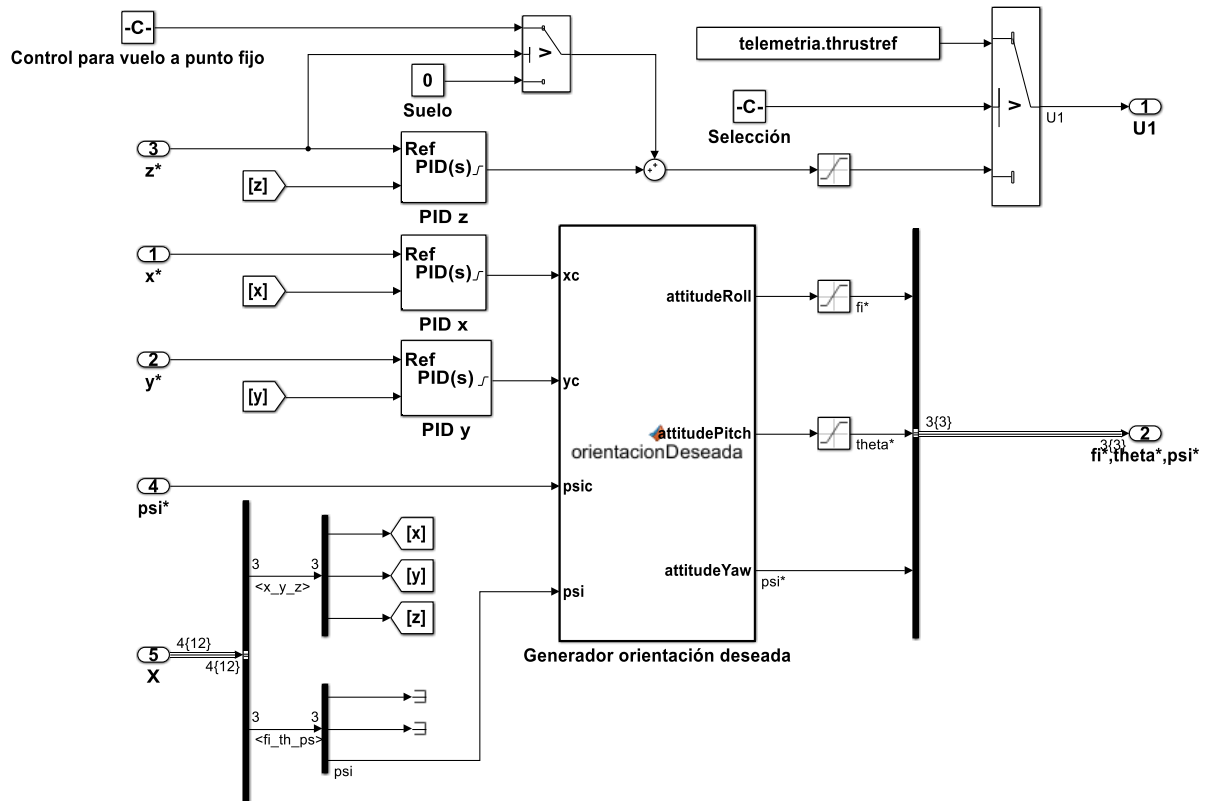 -C-
Control para vuelo a punto fijo
>
0
Suelo
telemetria.thrustref
-C-
Selección
>
U1
1
U1
3
z*
[z]
Ref
PID(s)
PID z
1
x*
[x]
Ref
PID(s)
PID x
2
y*
[y]
Ref
PID(s)
PID y
4
psi*
xc
yc
psic
psi
attitudeRoll
attitudePitch
orientacionDeseada
attitudeYaw
Generador orientación deseada
fi*
theta*
psi*
3{3}
3{3}
2
fi*,theta*,psi*
5
X
4{12}
4{12}
3
3
<x_y_z>
[x]
[y]
[z]
3
3
<fi_th_ps>
psi